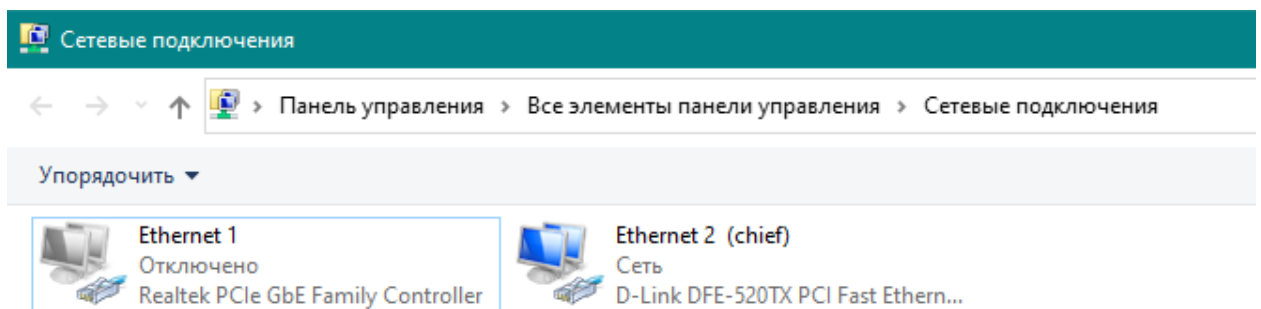 Сетевые подключения
Панель управления > Все элементы панели управления > Сетевые подключения
Упорядочить
Ethernet 1
Отключено
Realtek PCIe GbE Family Controller
Ethernet 2 (chief)
Сеть
D-Link DFE-520TX PCI Fast Ethern...